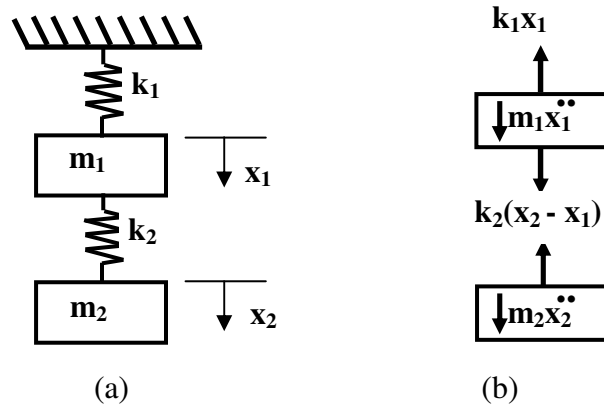 k₁
m₁
x₁
k₂
m₂
x₂
(a)
k₁x₁
m₁ẍ₁
k₂(x₂ - x₁)
m₂ẍ₂
(b)